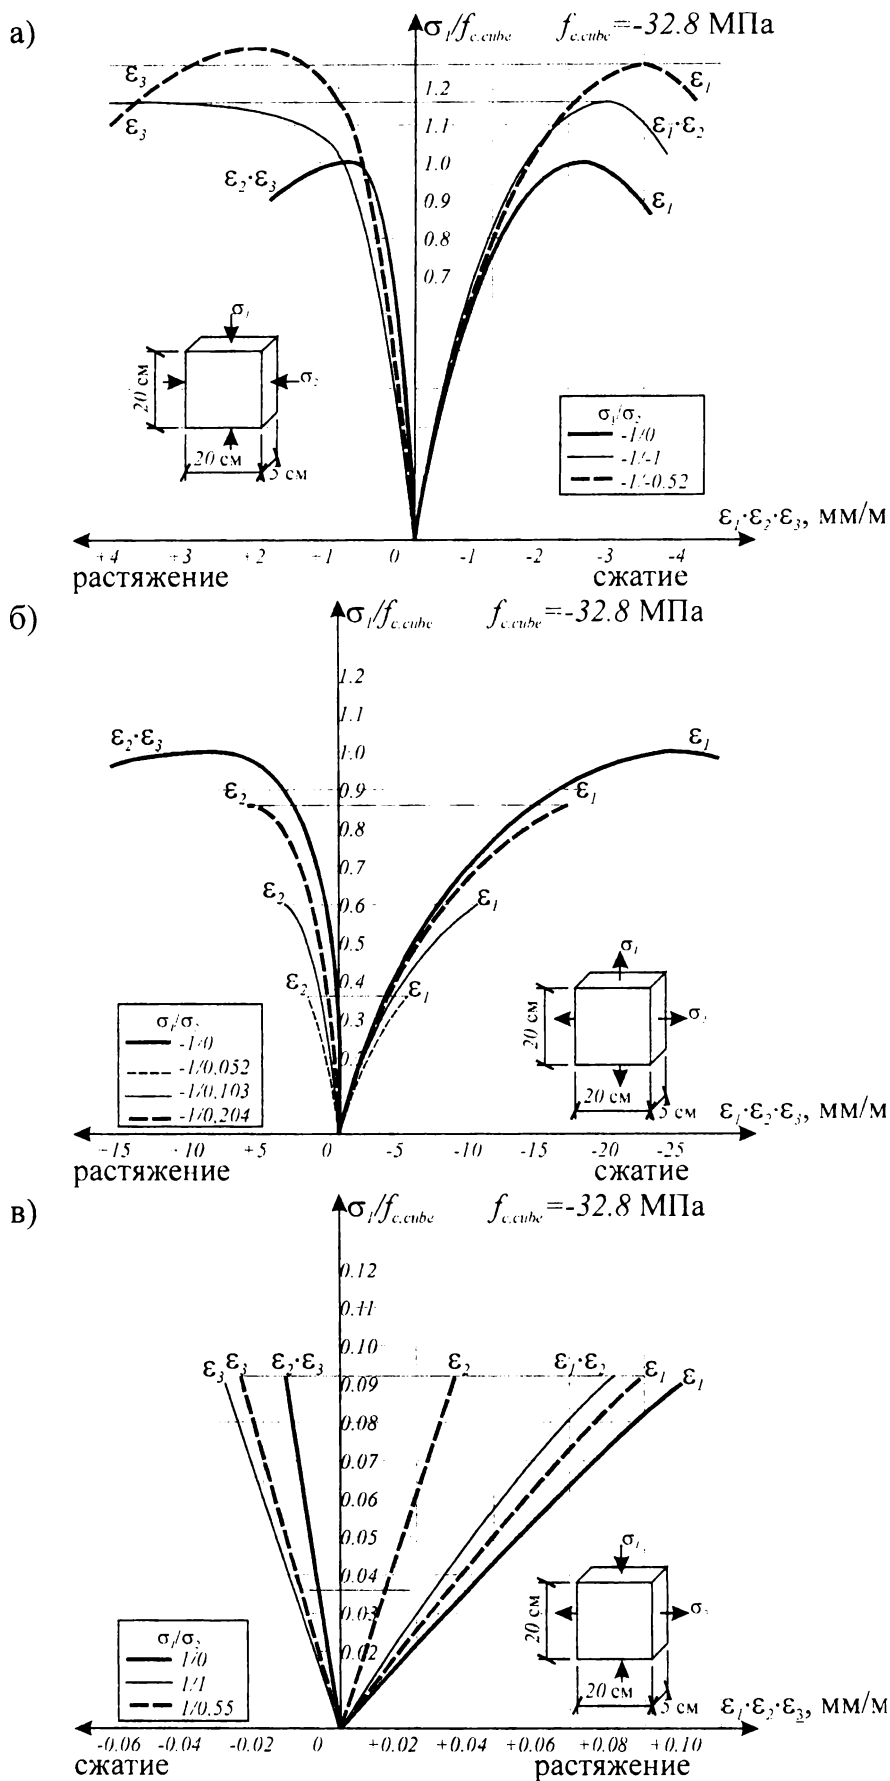 а)
σ₁/f c.cube f c.cube =-32.8 МПа
ε₃
ε₁
1.2
ε₃
1.1
ε₁·ε₂
ε₂·ε₃
1.0
0.9
ε₁
0.8
0.7
σ₁
20 см
20 см
5 см
σ₁/σ₂
-1/0
-1/-1
-1/-0.52
ε₁·ε₂·ε₃, мм/м
+4 +3 +2 +1 0 -1 -2 -3 -4
растяжение сжатие
б)
σ₁/f c.cube f c.cube =-32.8 МПа
1.2
1.1
ε₂·ε₃
1.0
ε₁
0.9
ε₂
ε₁
0.8
0.7
ε₂
0.6
ε₁
0.5
0.4
ε₂
ε₁
0.3
σ₁
20 см
20 см
5 см
σ₁/σ₂
-1/0
-1/0,052
-1/0,103
-1/0,204
ε₁·ε₂·ε₃, мм/м
+15 +10 +5 0 -5 -10 -15 -20 -25
растяжение сжатие
в)
σ₁/f c.cube f c.cube =-32.8 МПа
0.12
0.11
0.10
ε₃ ε₃ ε₂·ε₃ ε₂ ε₁·ε₂ ε₁ ε₁
0.09
0.08
0.07
0.06
0.05
0.04
0.03
0.02
σ₁
20 см
20 см
5 см
σ₁/σ₂
1/0
1/1
1/0.55
ε₁·ε₂·ε₃, мм/м
-0.06 -0.04 -0.02 0 +0.02 +0.04 +0.06 +0.08 +0.10
сжатие растяжение